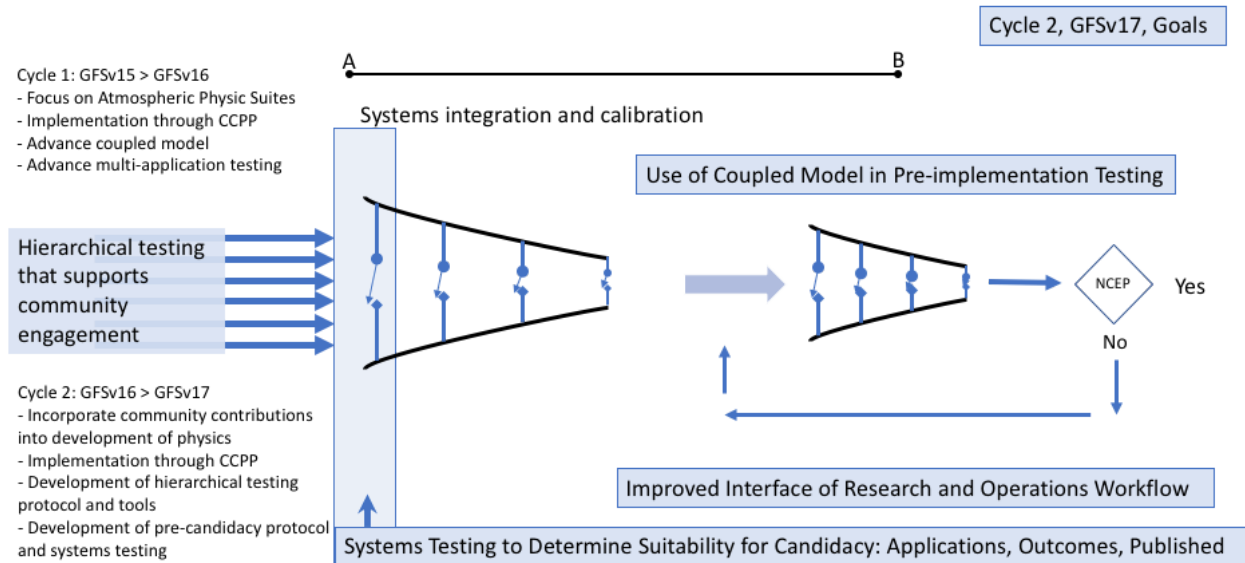 Cycle 2, GFSv17, Goals
A
B
Cycle 1: GFSv15 > GFSv16
- Focus on Atmospheric Physic Suites
- Implementation through CCPP
- Advance coupled model
- Advance multi-application testing
Systems integration and calibration
Use of Coupled Model in Pre-implementation Testing
Hierarchical testing
that supports
community
engagement
NCEP
Yes
No
Cycle 2: GFSv16 > GFSv17
- Incorporate community contributions
into development of physics
- Implementation through CCPP
- Development of hierarchical testing
protocol and tools
- Development of pre-candidacy protocol
and systems testing
Improved Interface of Research and Operations Workflow
Systems Testing to Determine Suitability for Candidacy: Applications, Outcomes, Published